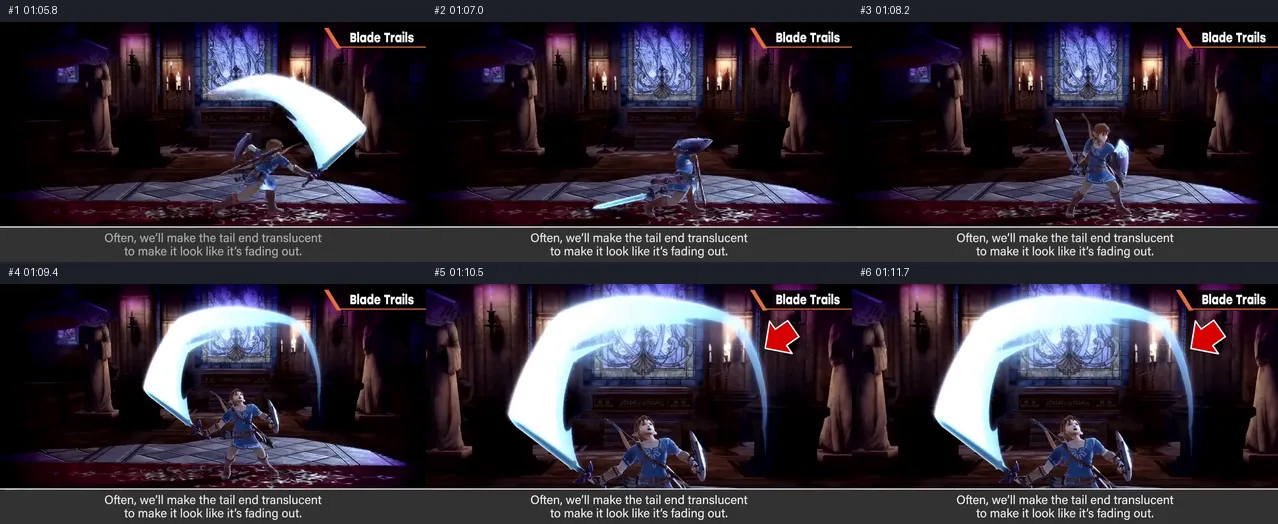 #1 01:05.8
Blade Trails
Often, we'll make the tail end translucent
to make it look like it's fading out.
#2 01:07.0
Blade Trails
Often, we'll make the tail end translucent
to make it look like it's fading out.
#3 01:08.2
Blade Trails
Often, we'll make the tail end translucent
to make it look like it's fading out.
#4 01:09.4
Blade Trails
Often, we'll make the tail end translucent
to make it look like it's fading out.
#5 01:10.5
Blade Trails
Often, we'll make the tail end translucent
to make it look like it's fading out.
#6 01:11.7
Blade Trails
Often, we'll make the tail end translucent
to make it look like it's fading out.